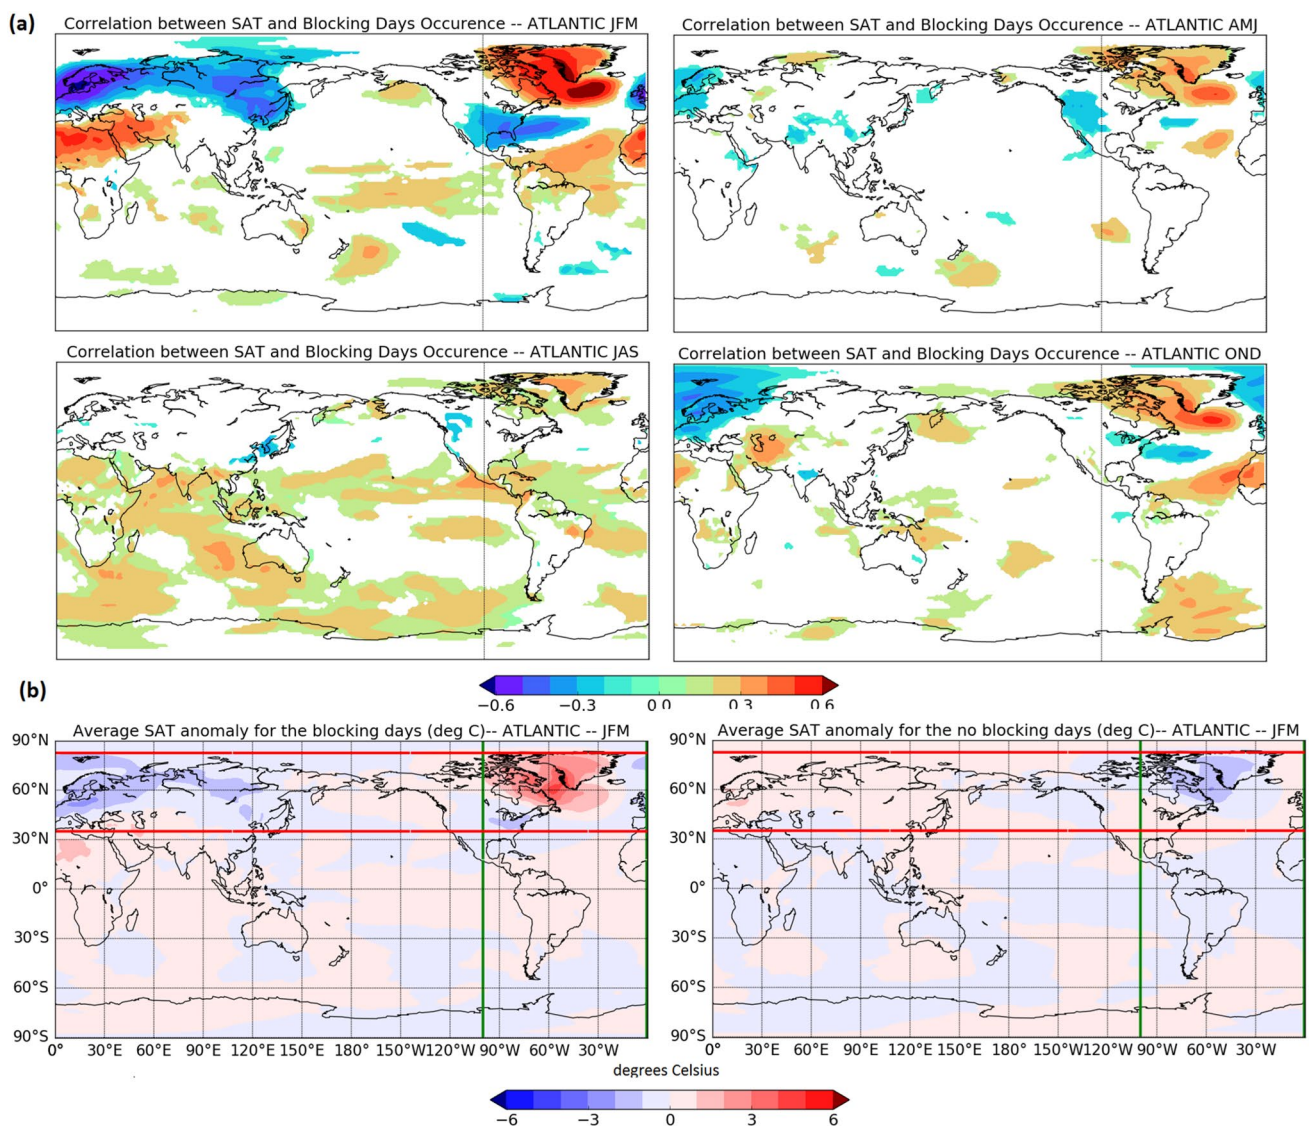 (a)
Correlation between SAT and Blocking Days Occurence -- ATLANTIC JFM
Correlation between SAT and Blocking Days Occurence -- ATLANTIC AMJ
Correlation between SAT and Blocking Days Occurence -- ATLANTIC JAS
Correlation between SAT and Blocking Days Occurence -- ATLANTIC OND
−0.6 −0.3 0.0 0.3 0.6
(b)
Average SAT anomaly for the blocking days (deg C)-- ATLANTIC -- JFM
Average SAT anomaly for the no blocking days (deg C)-- ATLANTIC -- JFM
90°N
60°N
30°N
0°
30°S
60°S
90°S
0° 30°E 60°E 90°E 120°E 150°E 180° 150°W 120°W 90°W 60°W 30°W
90°N
60°N
30°N
0°
30°S
60°S
90°S
0° 30°E 60°E 90°E 120°E 150°E 180° 150°W 120°W 90°W 60°W 30°W
degrees Celsius
−6 −3 0 3 6